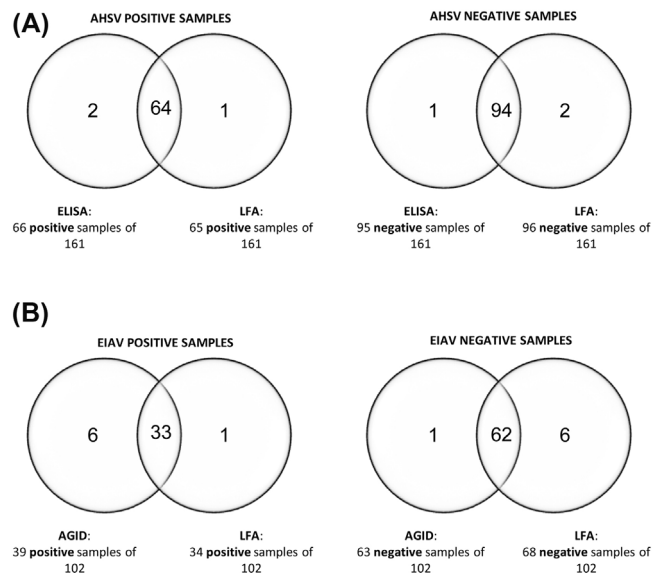 (A)
AHSV POSITIVE SAMPLES
AHSV NEGATIVE SAMPLES
2
64
1
1
94
2
ELISA:
66 positive samples of
161
LFA:
65 positive samples of
161
ELISA:
95 negative samples of
161
LFA:
96 negative samples of
161
(B)
EIAV POSITIVE SAMPLES
EIAV NEGATIVE SAMPLES
6
33
1
1
62
6
AGID:
39 positive samples of
102
LFA:
34 positive samples of
102
AGID:
63 negative samples of
102
LFA:
68 negative samples of
102